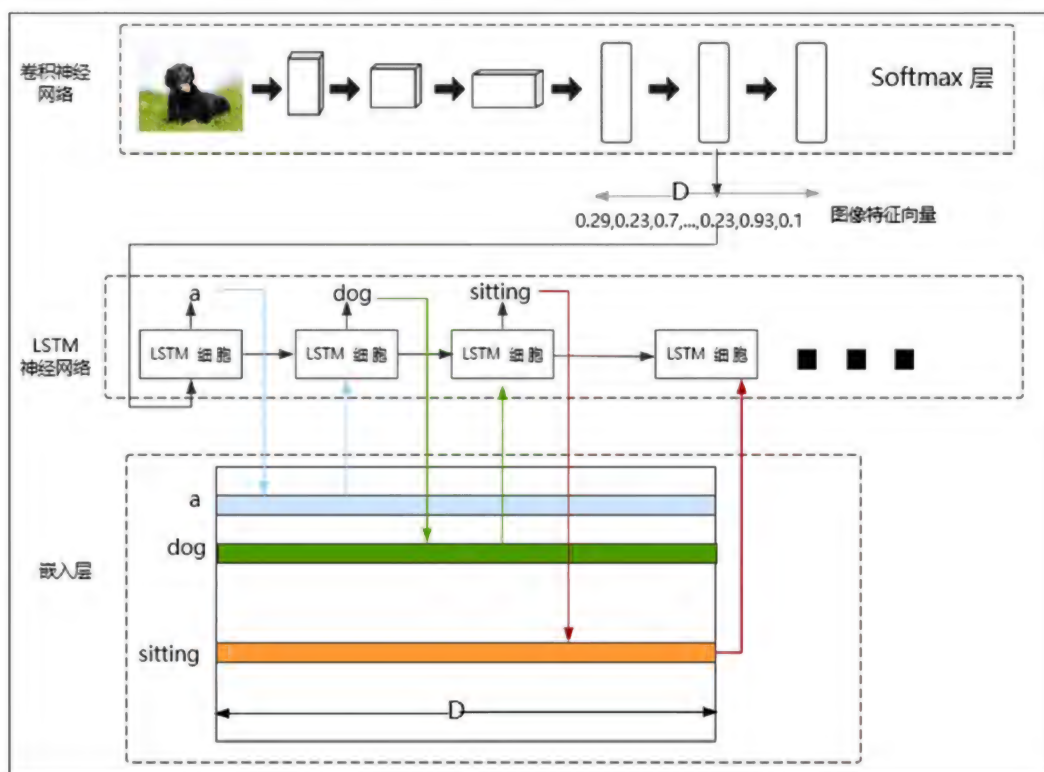 卷积神经
网络
Softmax 层
D
0.29,0.23,0.7,...,0.23,0.93,0.1
图像特征向量
a
dog
sitting
LSTM
神经网络
LSTM 细胞
LSTM 细胞
LSTM 细胞
LSTM 细胞
a
dog
嵌入层
sitting
D